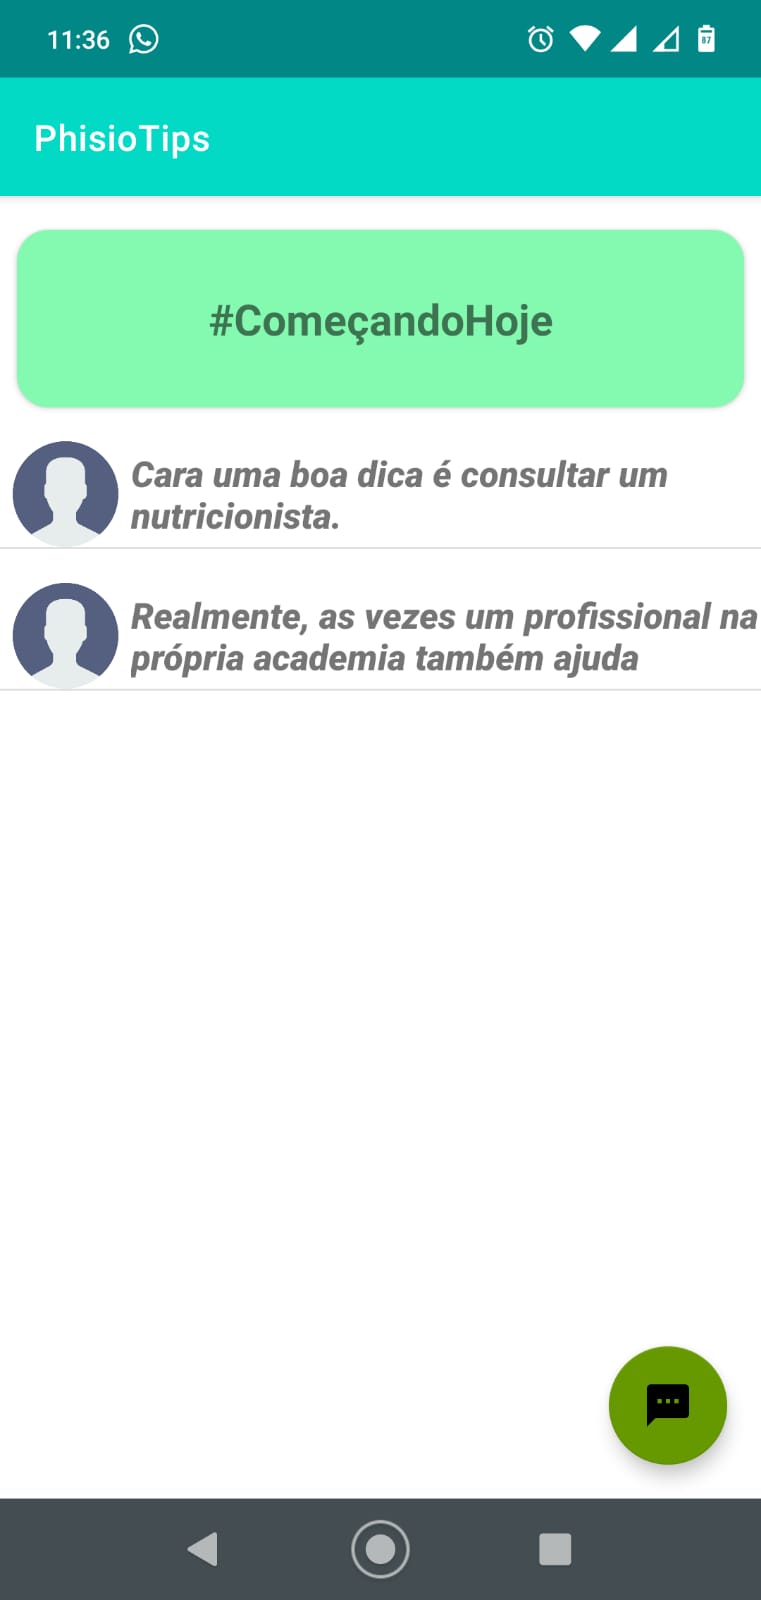 11:36
87
PhisioTips
#ComeçandoHoje
Cara uma boa dica é consultar um
nutricionista.
Realmente, as vezes um profissional na
própria academia também ajuda